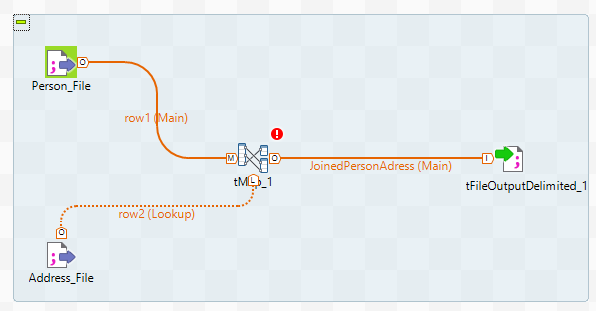 Person_File
O
row1 (Main)
M
O
JoinedPersonAdress (Main)
I
tFileOutputDelimited_1
L
row2 (Lookup)
O
Address_File